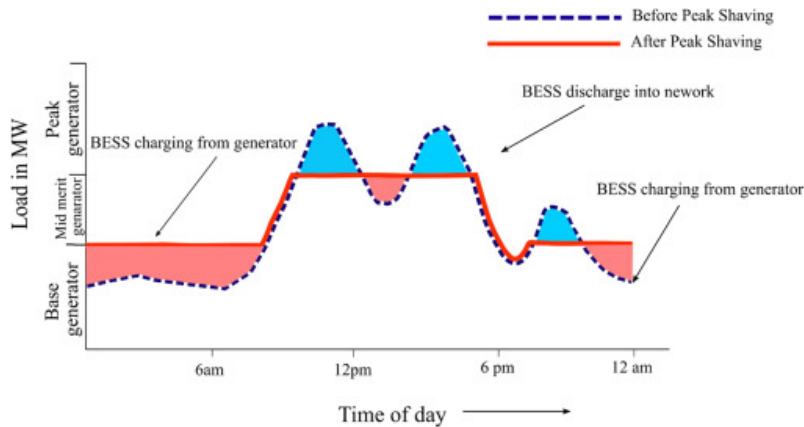 Before Peak Shaving
After Peak Shaving
BESS discharge into nework
BESS charging from generator
BESS charging from generator
Load in MW
Peak
generator
Mid merit
genarator
Base
generator
6am
12pm
6 pm
12 am
Time of day